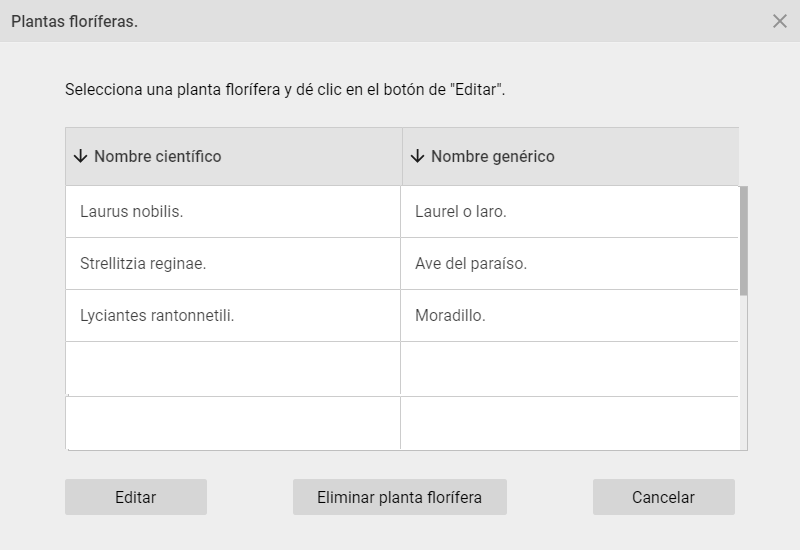 Plantas floríferas.
Selecciona una planta florífera y dé clic en el botón de "Editar".
Nombre científico Nombre genérico
Laurus nobilis. Laurel o laro.
Strellitzia reginae. Ave del paraíso.
Lyciantes rantonnetili. Moradillo.
Editar Eliminar planta florífera Cancelar